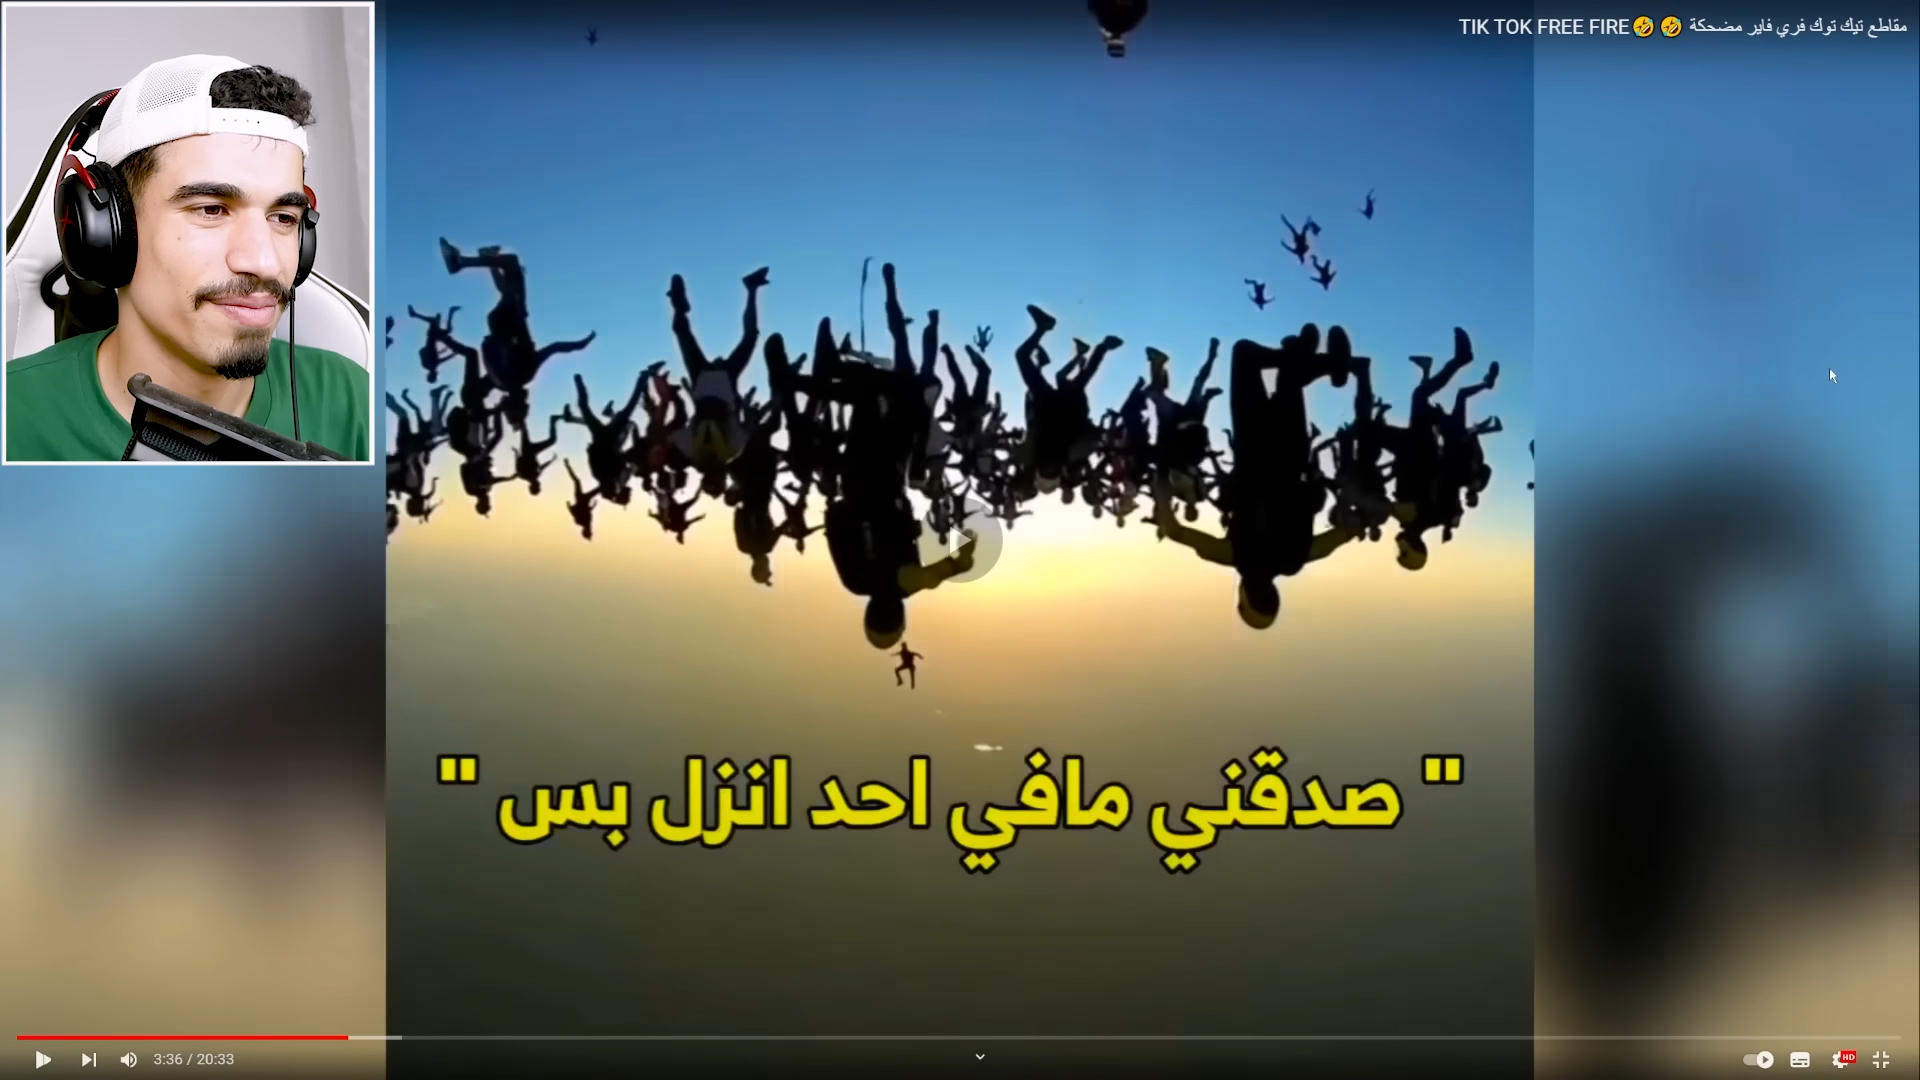 مقاطع تيك توك فري فاير مضحكة 🤣 🤣TIK TOK FREE FIRE
" صدقني مافي احد انزل بس "
3:36 / 20:33
HD